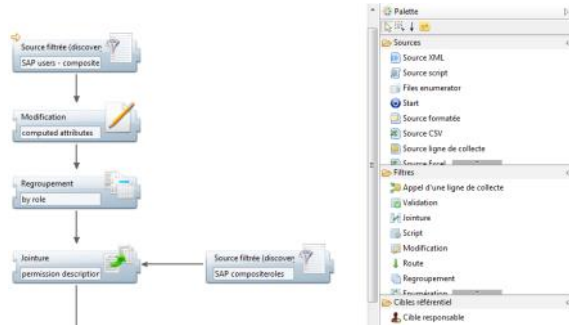 Source filtrée (discover
SAP users - composite
Modification
computed attributes
Regroupement
by role
Jointure
permission description
Source filtrée (discover
SAP compositeroles
Palette
Sources
Source XML
Source script
Files enumerator
Start
Source formatée
Source CSV
Source ligne de collecte
Source Excel
Filtres
Appel d'une ligne de collecte
Validation
Jointure
Script
Modification
Route
Regroupement
Enumération
Cibles référentiel
Cible responsable